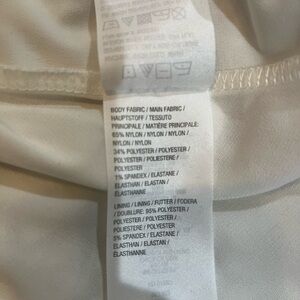 BODY FABRIC / MAIN FABRIC /
HAUPTSTOFF / TESSUTO
PRINCIPALE / MATIÈRE PRINCIPALE:
65% NYLON / NYLON / NYLON /
NYLON / NYLON
34% POLYESTER / POLYESTER /
POLYESTER / POLIESTERE /
POLYESTER
1% SPANDEX / ELASTANE /
ELASTHAN / ELASTAN /
ÉLASTHANNE
LINING / LINING / FUTTER / FODERA
/ DOUBLURE: 95% POLYESTER /
POLYESTER / POLYESTER /
POLIESTERE / POLYESTER
5% SPANDEX / ELASTANE /
ELASTHAN / ELASTAN /
ÉLASTHANNE